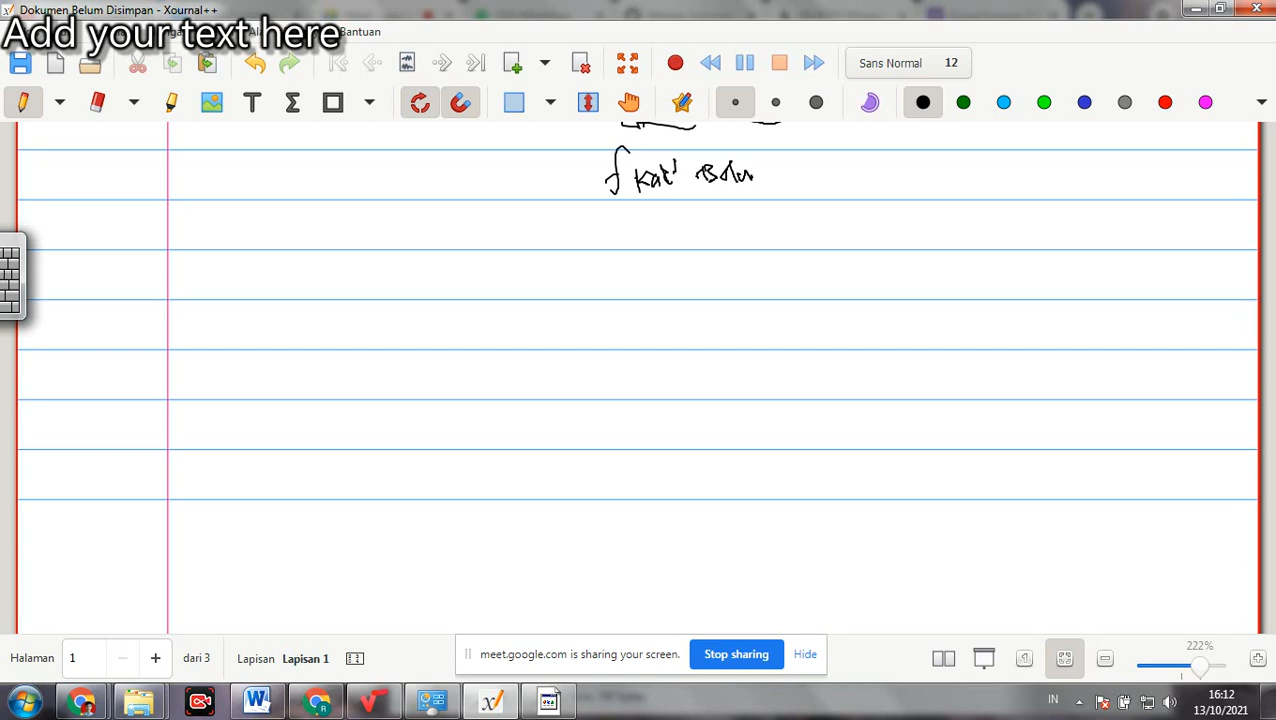 Dokumen Belum Disimpan - Xournal++
Add your text here
Bantuan
Sans Normal 12
Halaman 1 dari 3 Lapisan Lapisan 1
meet.google.com is sharing your screen. Stop sharing Hide
222%
IN 16:12
13/10/2021